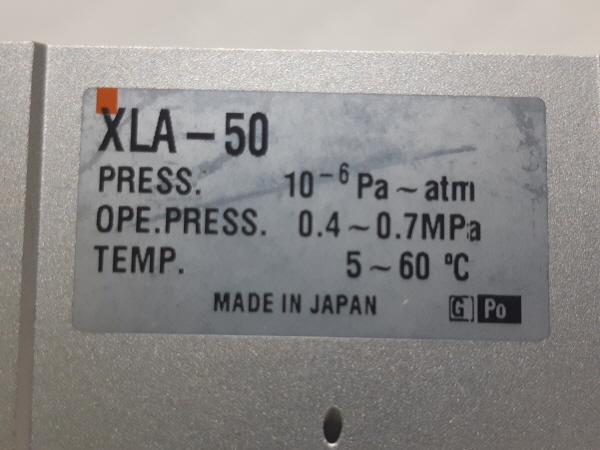 XLA-50
PRESS. 10⁻⁶ Pa ~ atm
OPE.PRESS. 0.4 ~ 0.7MPa
TEMP. 5 ~ 60 ℃
MADE IN JAPAN G Po